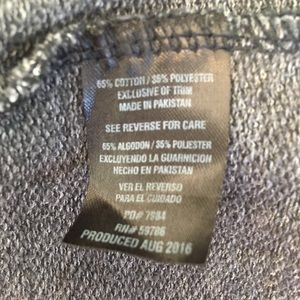 65% COTTON / 35% POLYESTER
EXCLUSIVE OF TRIM
MADE IN PAKISTAN
SEE REVERSE FOR CARE
65% ALGODON / 35% POLIESTER
EXCLUYENDO LA GUARNICION
HECHO EN PAKISTAN
VER EL REVERSO
PARA EL CUIDADO
PO# 7984
RN# 59786
PRODUCED AUG 2016